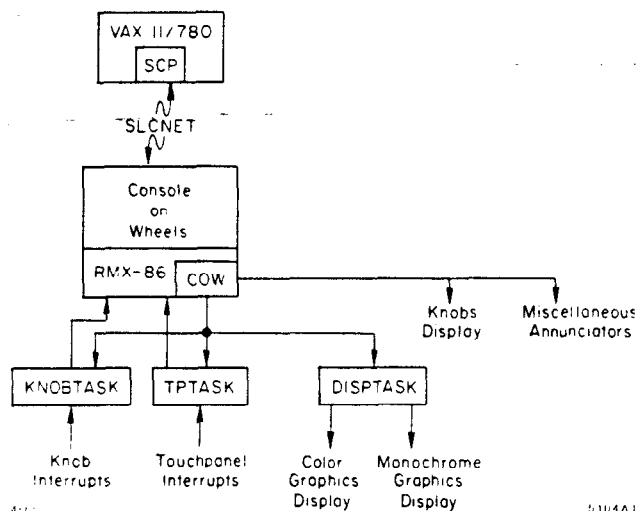 VAX 11/780
SCP
SLCNET
Console
on
Wheels
RMX-86
COW
Knobs
Display
Miscellaneous
Annunciators
KNOBTASK
TPTASK
DISPTASK
Knob
Interrupts
Touchpanel
Interrupts
Color
Graphics
Display
Monochrome
Graphics
Display